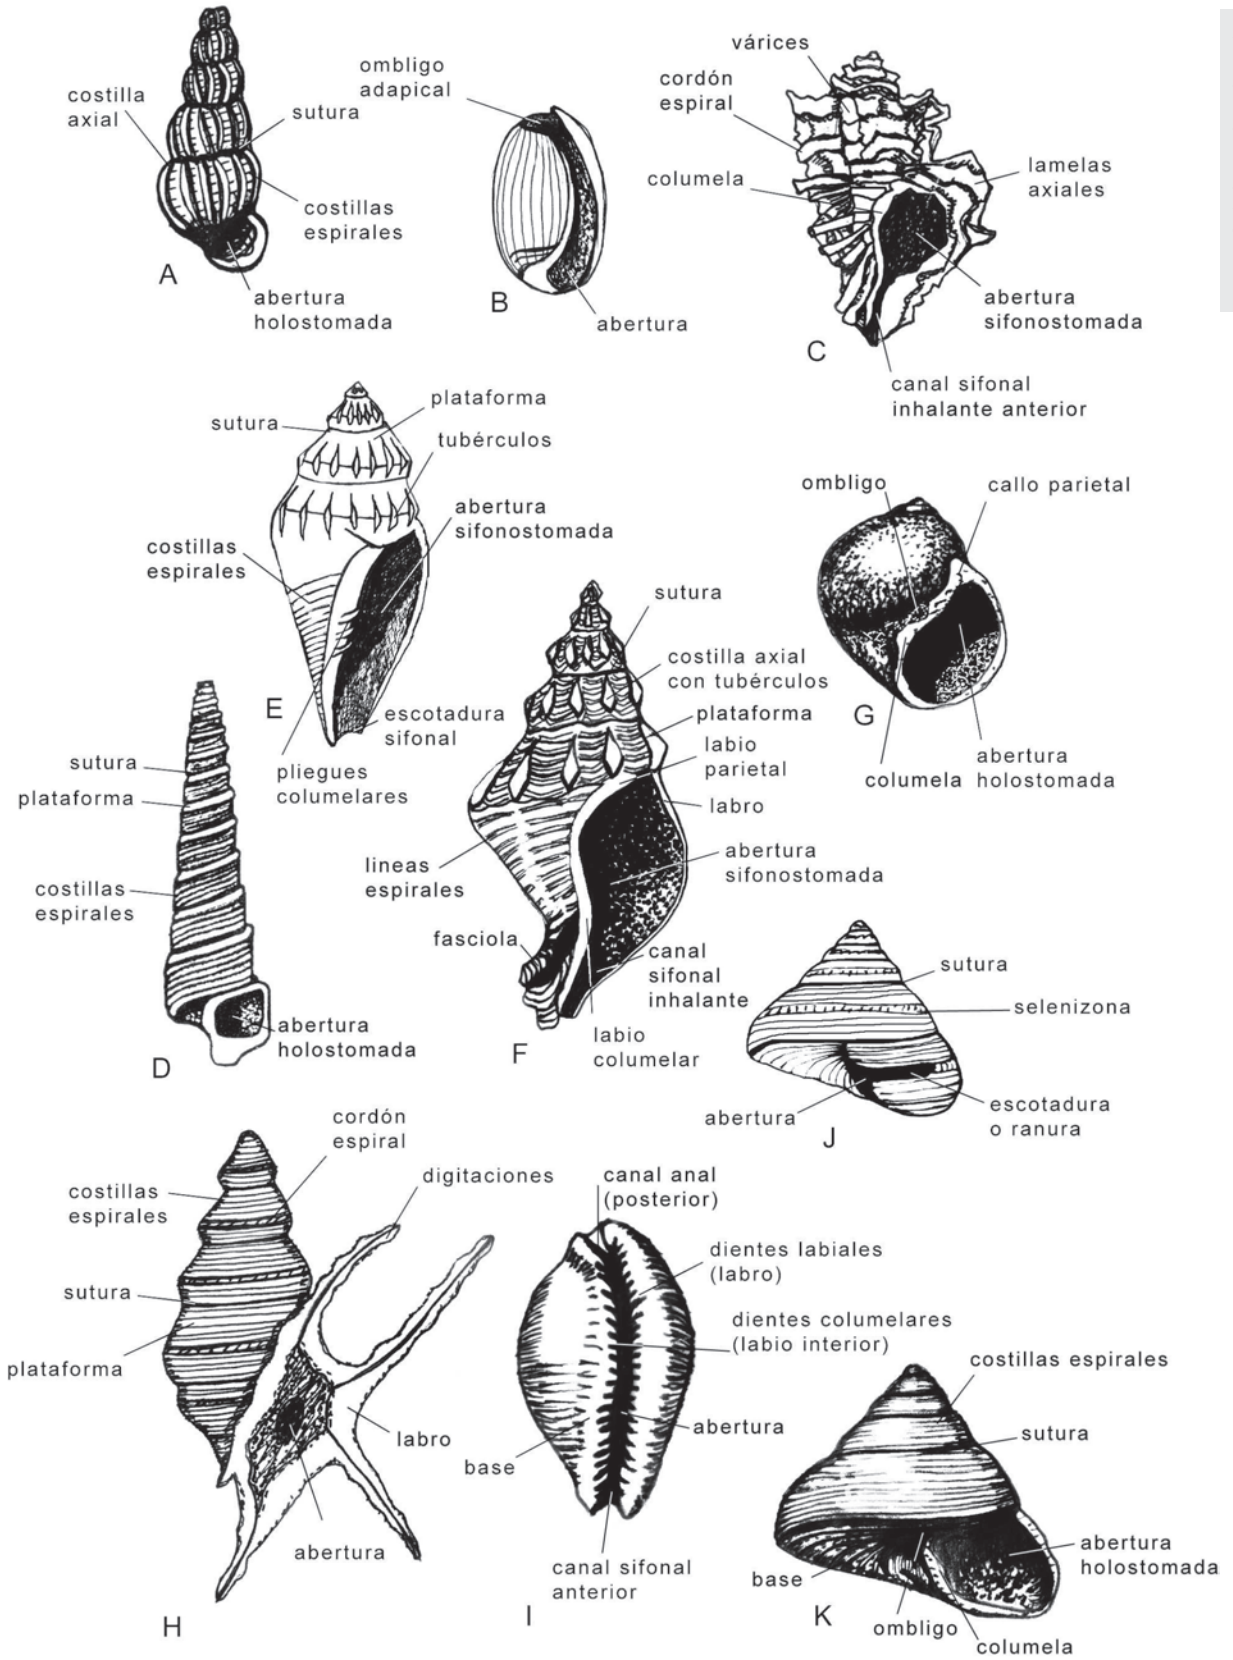 costilla
axial
sutura
costillas
espirales
abertura
holostomada
A
ombligo
adapical
abertura
B
várices
cordón
espiral
columela
lamelas
axiales
abertura
sifonostomada
canal sifonal
inhalante anterior
C
plataforma
sutura
tubérculos
abertura
sifonostomada
costillas
espirales
escotadura
sifonal
pliegues
columelares
E
ombligo
callo parietal
columela
abertura
holostomada
G
sutura
plataforma
costillas
espirales
abertura
holostomada
D
sutura
costilla axial
con tubérculos
plataforma
labio
parietal
labro
abertura
sifonostomada
lineas
espirales
fasciola
canal
sifonal
inhalante
labio
columelar
F
sutura
selenizona
abertura
escotadura
o ranura
J
cordón
espiral
digitaciones
costillas
espirales
sutura
plataforma
labro
abertura
H
canal anal
(posterior)
dientes labiales
(labro)
dientes columelares
(labio interior)
abertura
base
canal sifonal
anterior
I
costillas espirales
sutura
abertura
holostomada
base
ombligo
columela
K